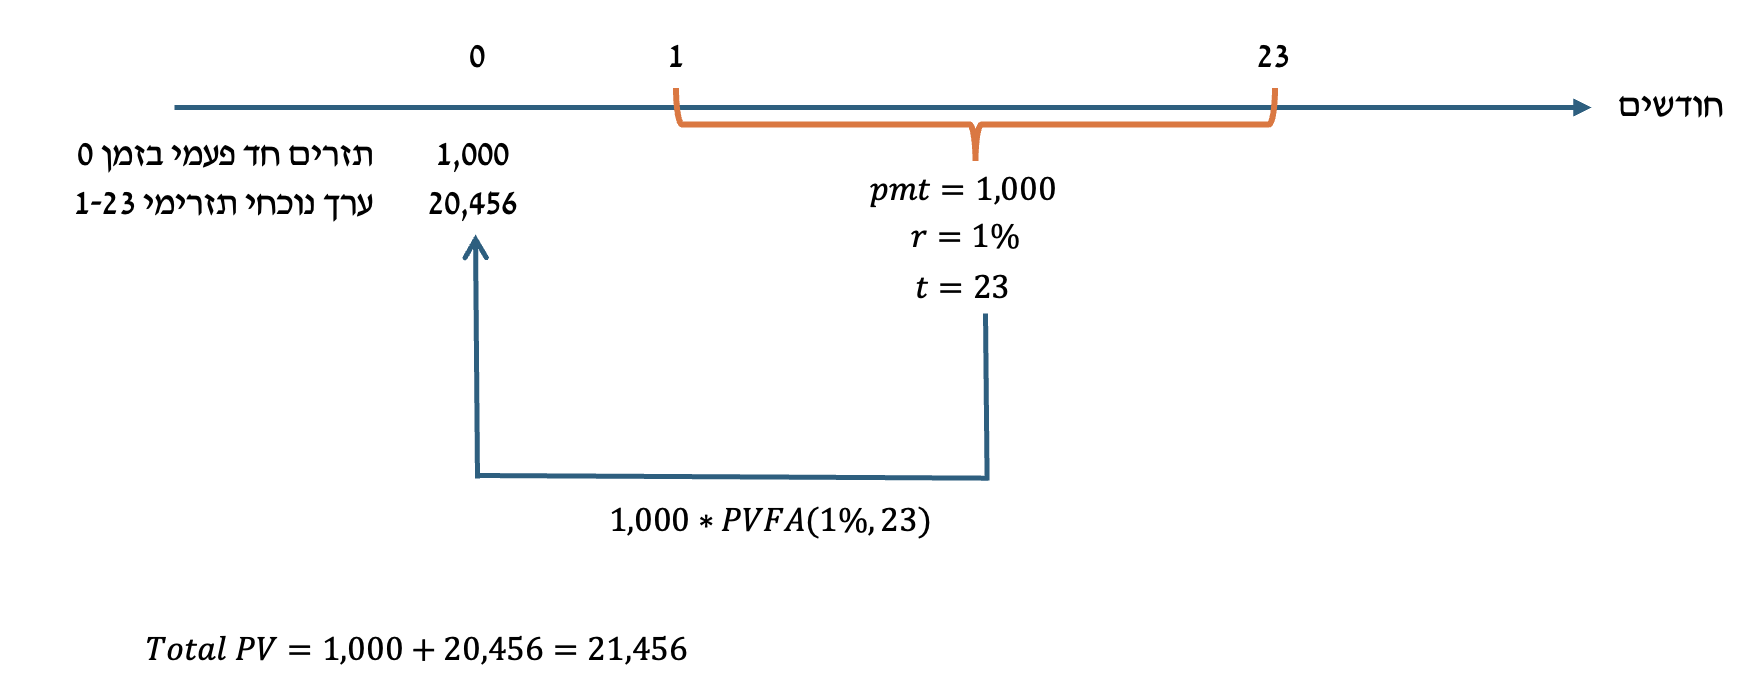 0 1 23
חודשים
תזרים חד פעמי בזמן 0 1,000
ערך נוכחי תזרימי 1-23 20,456
pmt = 1,000
r = 1%
t = 23
1,000 * PVFA(1%, 23)
Total PV = 1,000 + 20,456 = 21,456